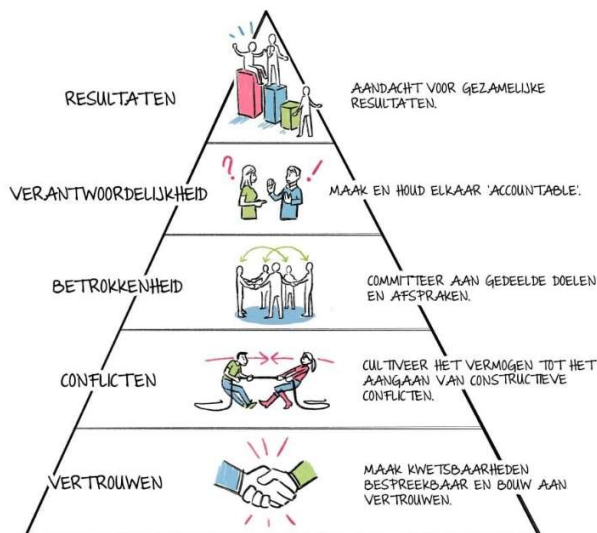 RESULTATEN
AANDACHT VOOR GEZAMELIJKE
RESULTATEN.
VERANTWOORDELIJKHEID
?
!
MAAK EN HOUD ELKAAR 'ACCOUNTABLE'.
BETROKKENHEID
COMMITTEER AAN GEDEELDE DOELEN
EN AFSPRAKEN.
CONFLICTEN
CULTIVEER HET VERMOGEN TOT HET
AANGAAN VAN CONSTRUCTIEVE
CONFLICTEN.
VERTROUWEN
MAAK KWETSBAARHEDEN
BESPREEKBAAR EN BOUW AAN
VERTROUWEN.